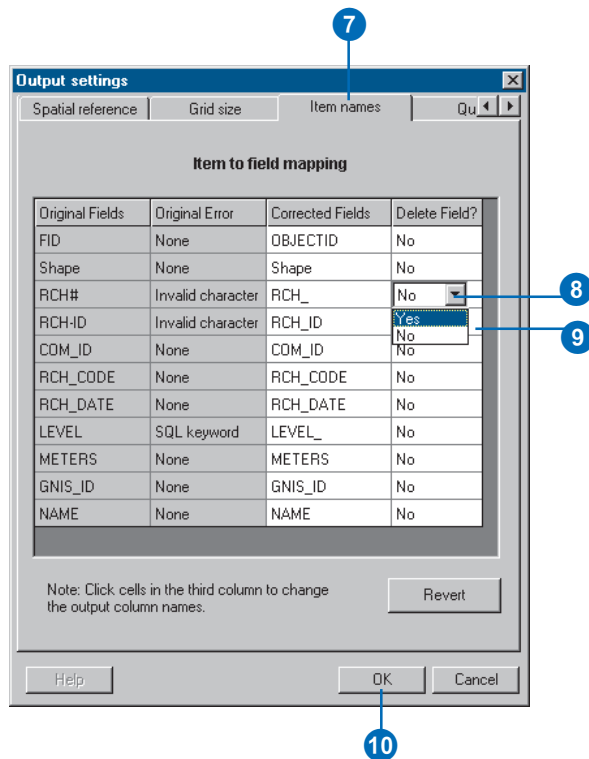 7
Output settings
Spatial reference Grid size Item names Qu
Item to field mapping
Original Fields Original Error Corrected Fields Delete Field?
FID None OBJECTID No
Shape None Shape No
RCH# Invalid character RCH_ No
8
RCH-ID Invalid character RCH_ID Yes
9
No
COM_ID None COM_ID No
RCH_CODE None RCH_CODE No
RCH_DATE None RCH_DATE No
LEVEL SQL keyword LEVEL_ No
METERS None METERS No
GNIS_ID None GNIS_ID No
NAME None NAME No
Note: Click cells in the third column to change
the output column names.
Revert
Help OK Cancel
10